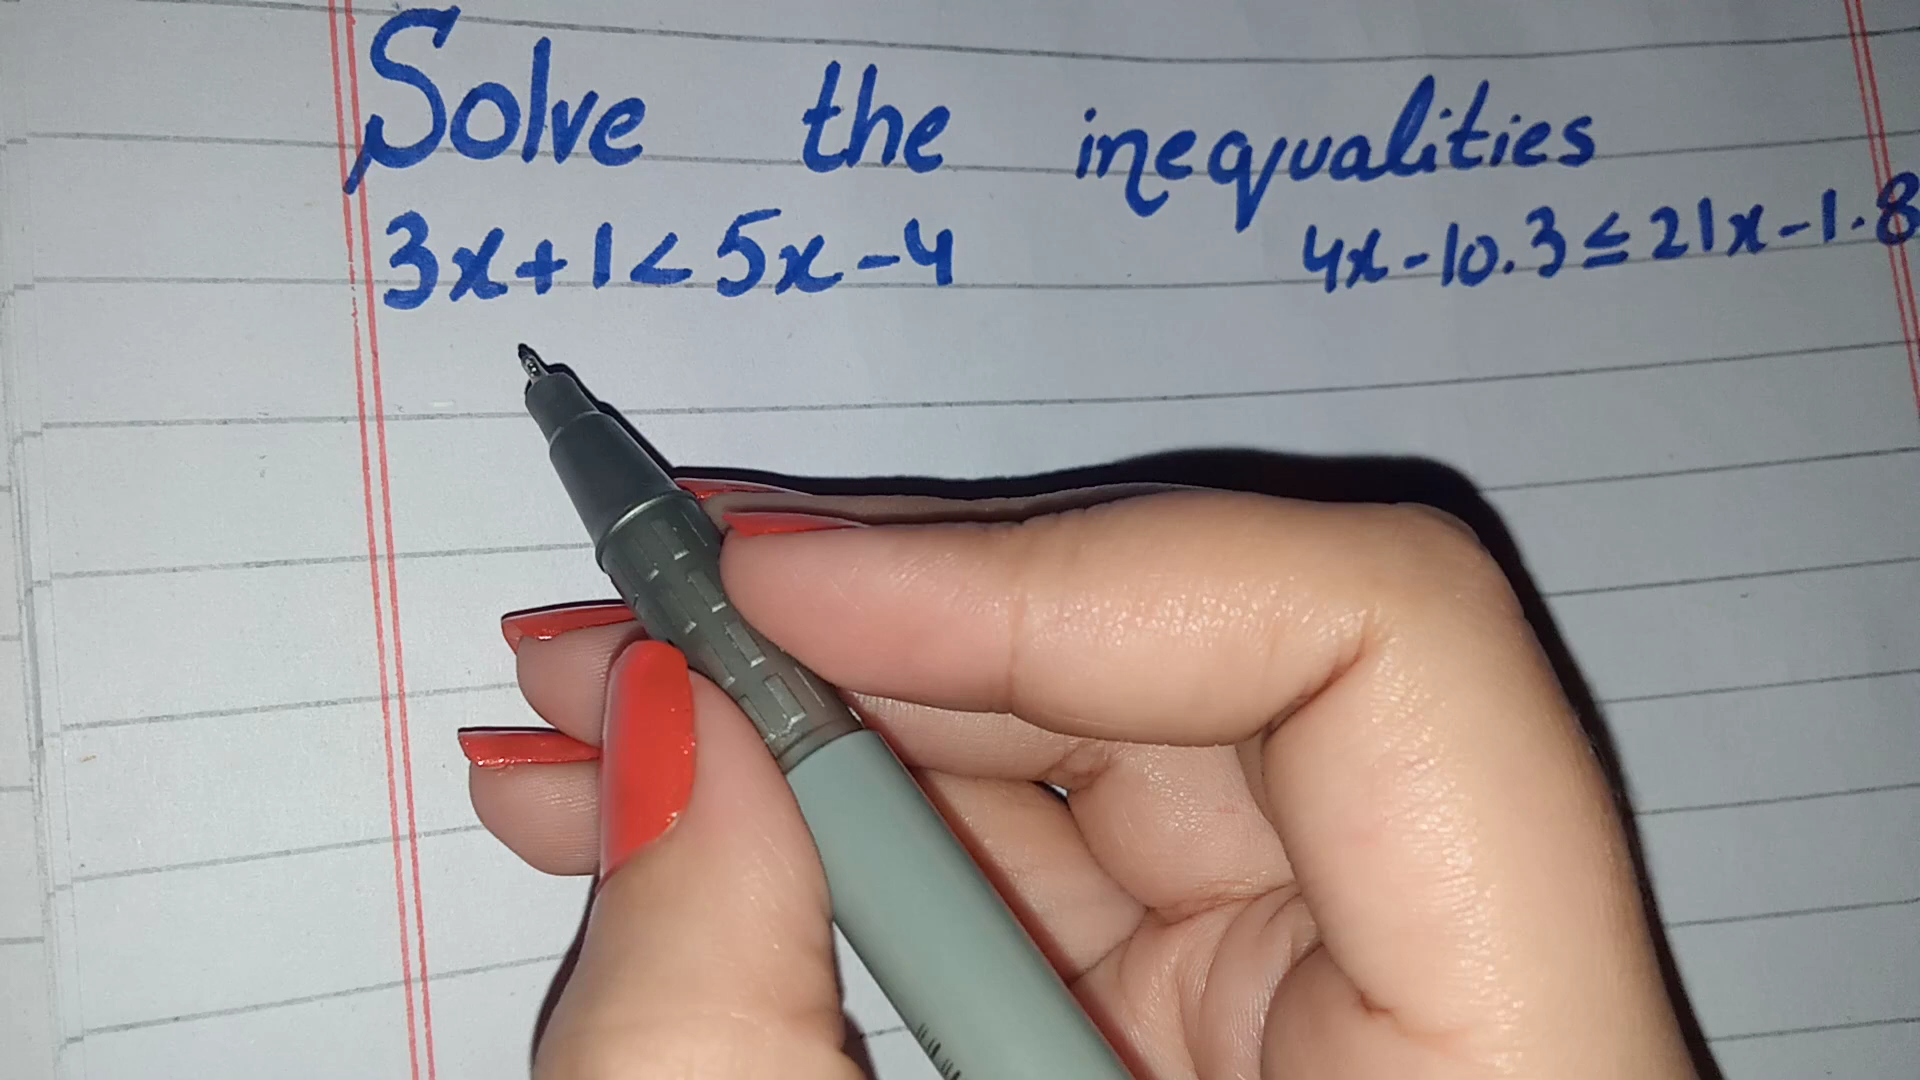 Solve the inequalities
3x+1<5x-4 4x-10.3≤21x-1.8